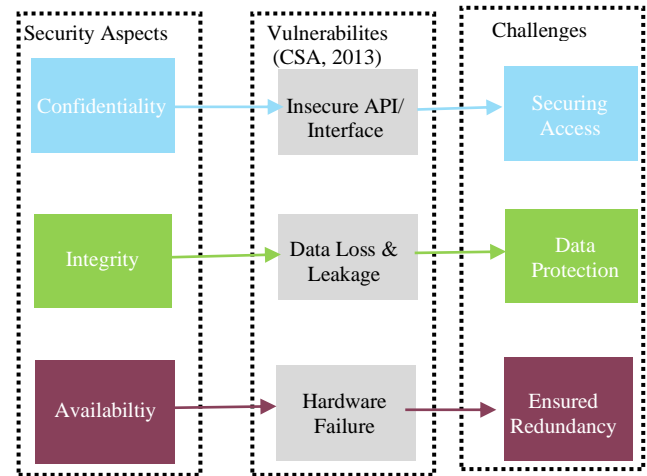 Security Aspects
Vulnerabilites
(CSA, 2013)
Challenges
Confidentiality
Insecure API/
Interface
Securing
Access
Integrity
Data Loss &
Leakage
Data
Protection
Availabiltiy
Hardware
Failure
Ensured
Redundancy